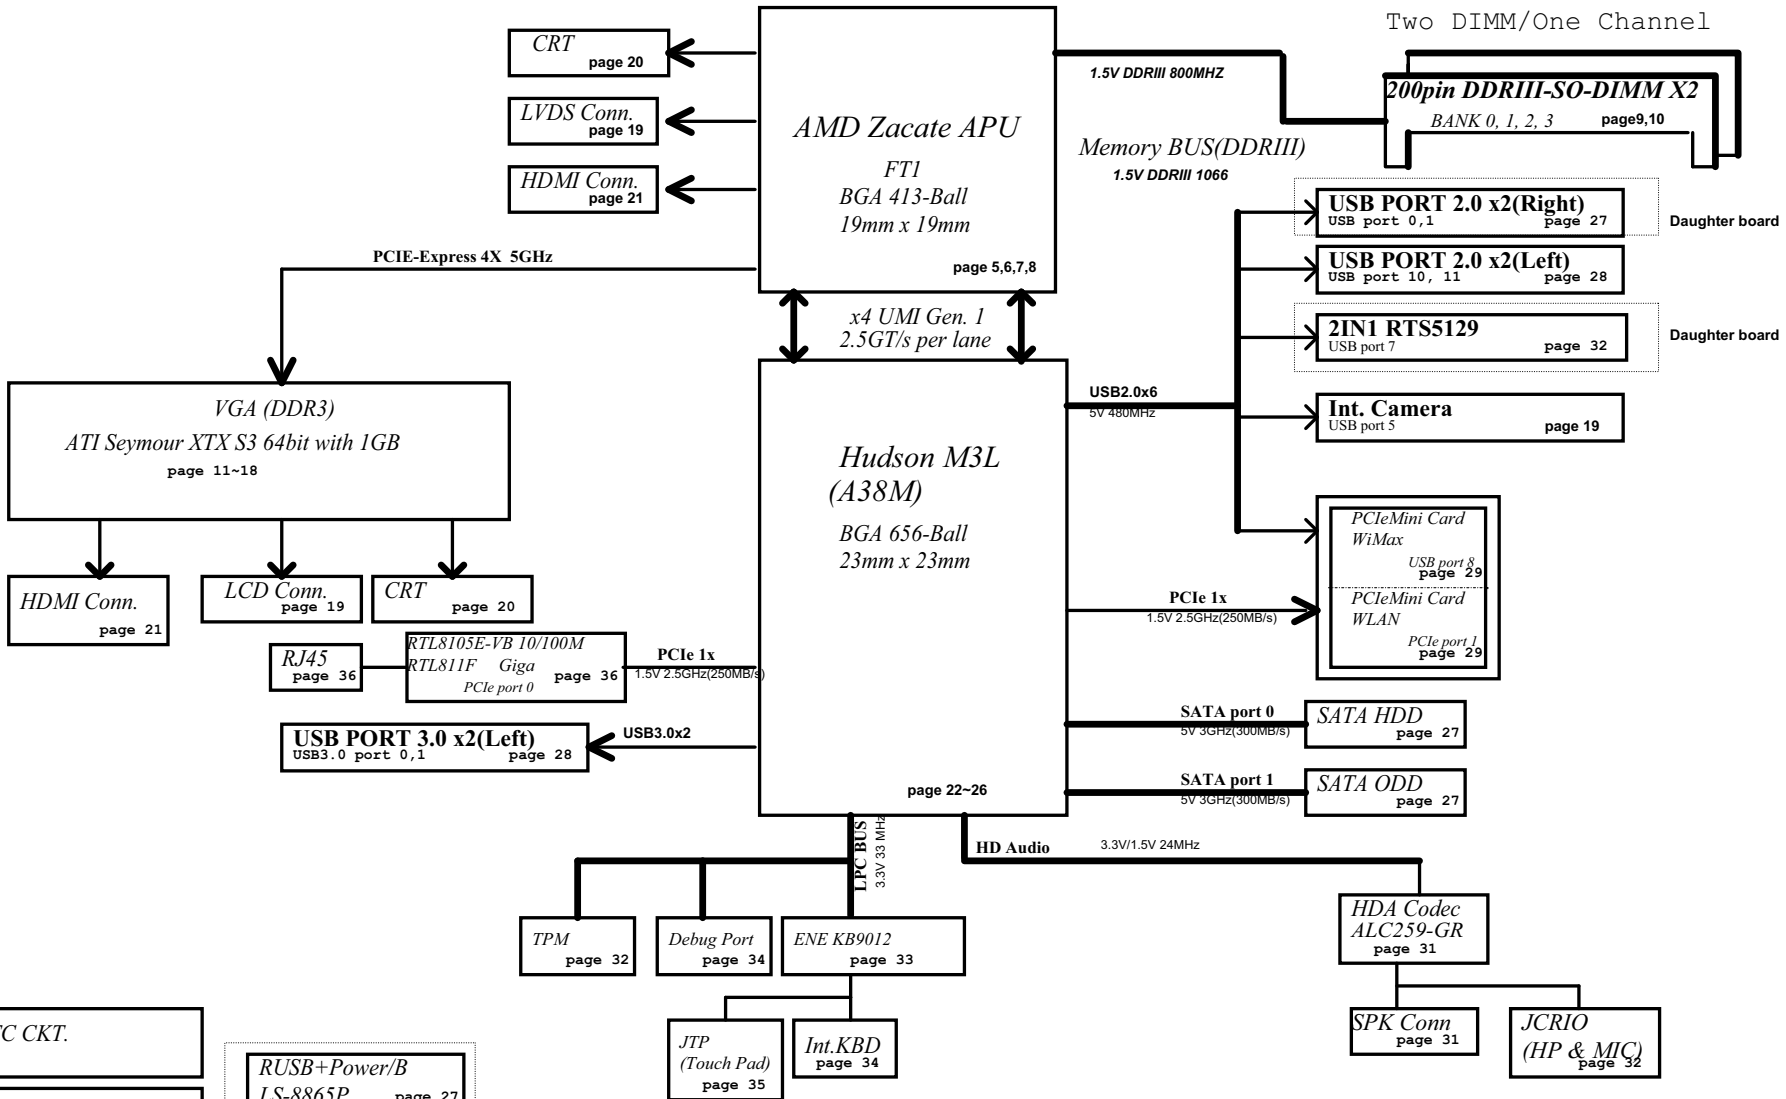 Two DIMM/One Channel
CRT
page 20
LVDS Conn.
page 19
HDMI Conn.
page 21
AMD Zacate APU
FT1
BGA 413-Ball
19mm x 19mm
page 5,6,7,8
1.5V DDRIII 800MHZ
Memory BUS(DDRIII)
1.5V DDRIII 1066
200pin DDRIII-SO-DIMM X2
BANK 0, 1, 2, 3 page9,10
USB PORT 2.0 x2(Right)
USB port 0,1 page 27
Daughter board
USB PORT 2.0 x2(Left)
USB port 10, 11 page 28
2IN1 RTS5129
USB port 7 page 32
Daughter board
Int. Camera
USB port 5 page 19
PCIE-Express 4X 5GHz
x4 UMI Gen. 1
2.5GT/s per lane
USB2.0x6
5V 480MHz
VGA (DDR3)
ATI Seymour XTX S3 64bit with 1GB
page 11~18
Hudson M3L
(A38M)
BGA 656-Ball
23mm x 23mm
page 22~26
PCIeMini Card
WiMax
USB port 8
page 29
PCIeMini Card
WLAN
PCIe port 1
page 29
PCIe 1x
1.5V 2.5GHz(250MB/s)
HDMI Conn.
page 21
LCD Conn.
page 19
CRT
page 20
RJ45
page 36
RTL8105E-VB 10/100M
RTL811F Giga
page 36
PCIe port 0
PCIe 1x
1.5V 2.5GHz(250MB/s)
USB PORT 3.0 x2(Left)
USB3.0 port 0,1 page 28
USB3.0x2
SATA port 0
5V 3GHz(300MB/s)
SATA HDD
page 27
SATA port 1
5V 3GHz(300MB/s)
SATA ODD
page 27
LPC BUS
3.3V 33 MHz
HD Audio
3.3V/1.5V 24MHz
TPM
page 32
Debug Port
page 34
ENE KB9012
page 33
HDA Codec
ALC259-GR
page 31
JTP
(Touch Pad)
page 35
Int.KBD
page 34
SPK Conn
page 31
JCRIO
(HP & MIC)
page 32
C CKT.
RUSB+Power/B
LS-8865P page 27